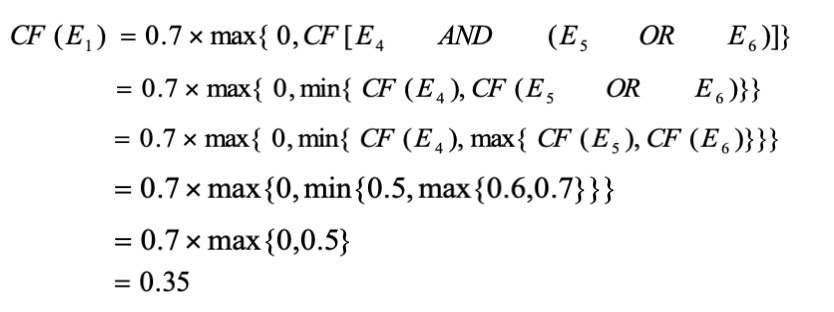 CF (E₁) = 0.7 × max{ 0, CF [E₄ AND (E₅ OR E₆)]}
= 0.7 × max{ 0, min{ CF (E₄), CF (E₅ OR E₆)}}
= 0.7 × max{ 0, min{ CF (E₄), max{ CF (E₅), CF (E₆)}}}
= 0.7 × max{0, min{0.5, max{0.6,0.7}}}
= 0.7 × max{0,0.5}
= 0.35